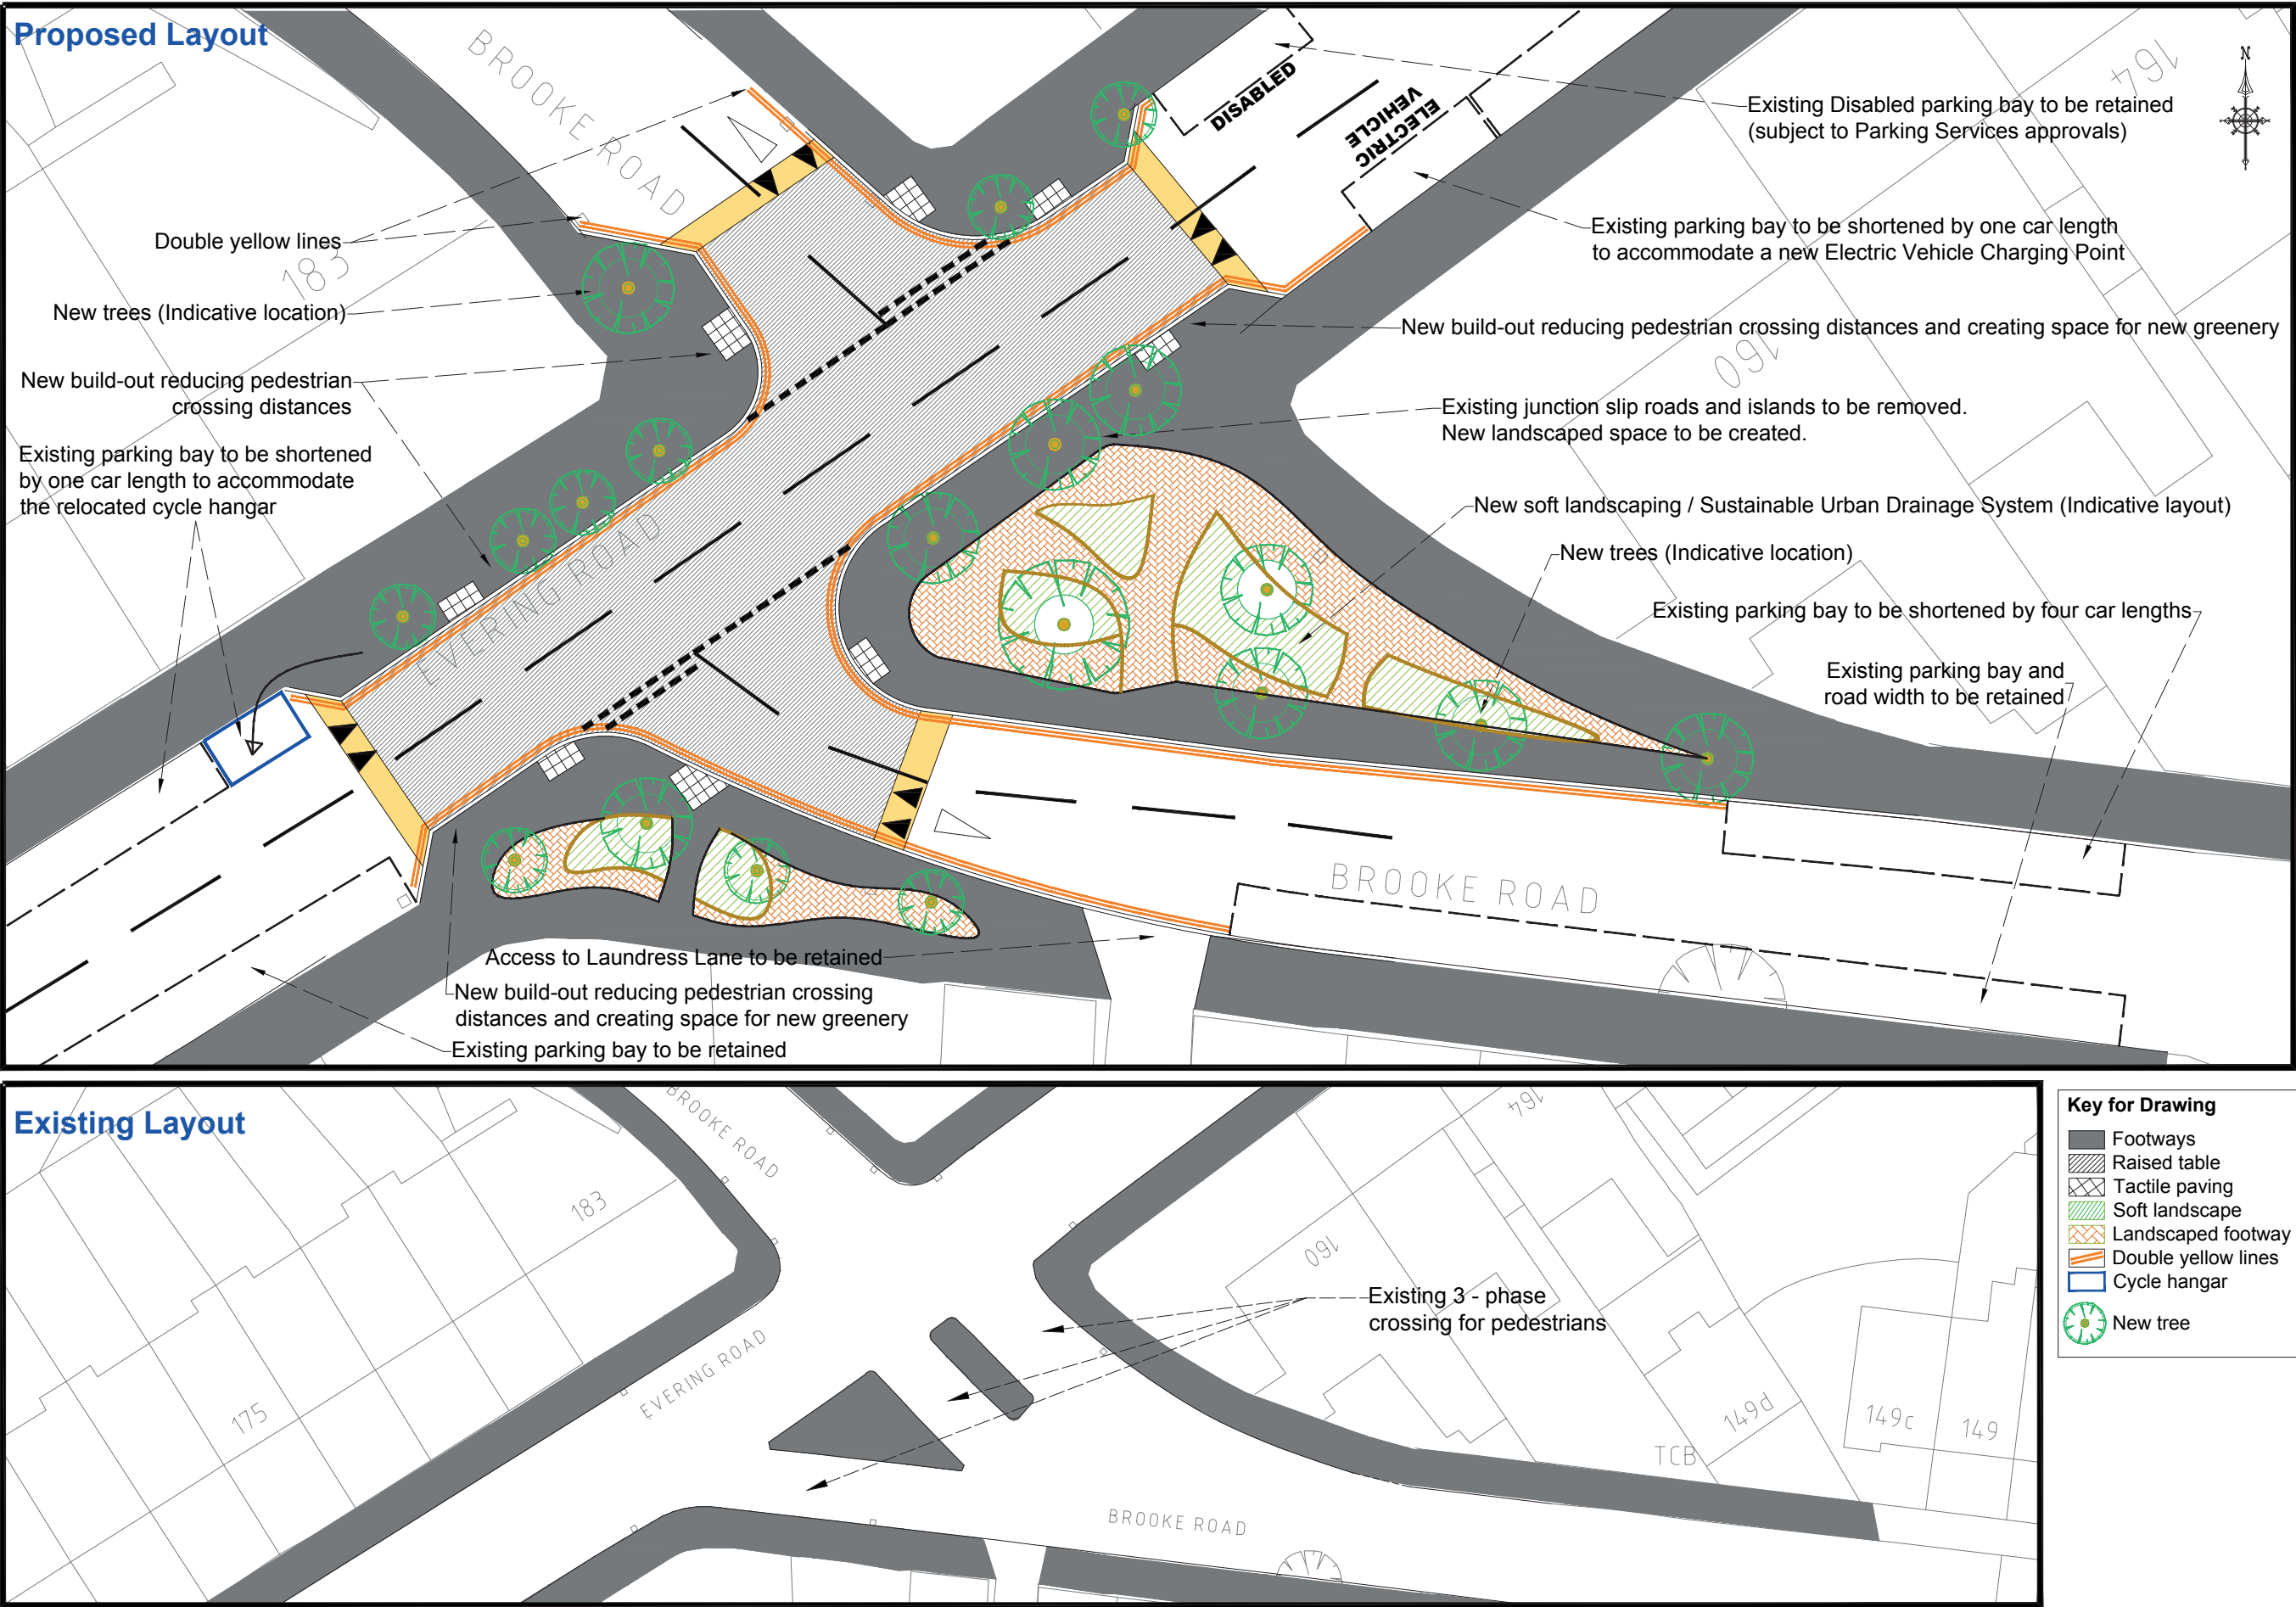 Proposed Layout
BROOKE ROAD
N
164
DISABLED
ELECTRIC
VEHICLE
Existing Disabled parking bay to be retained
(subject to Parking Services approvals)
Existing parking bay to be shortened by one car length
to accommodate a new Electric Vehicle Charging Point
Double yellow lines
183
New trees (Indicative location)
New build-out reducing pedestrian crossing distances and creating space for new greenery
160
New build-out reducing pedestrian
crossing distances
Existing junction slip roads and islands to be removed.
New landscaped space to be created.
Existing parking bay to be shortened
by one car length to accommodate
the relocated cycle hangar
New soft landscaping / Sustainable Urban Drainage System (Indicative layout)
New trees (Indicative location)
EVERING ROAD
Existing parking bay to be shortened by four car lengths
Existing parking bay and
road width to be retained
BROOKE ROAD
Access to Laundress Lane to be retained
New build-out reducing pedestrian crossing
distances and creating space for new greenery
Existing parking bay to be retained
Existing Layout
BROOKE ROAD
164
183
160
Existing 3 - phase
crossing for pedestrians
EVERING ROAD
175
149d
149c
149
TCB
BROOKE ROAD
Key for Drawing
Footways
Raised table
Tactile paving
Soft landscape
Landscaped footway
Double yellow lines
Cycle hangar
New tree